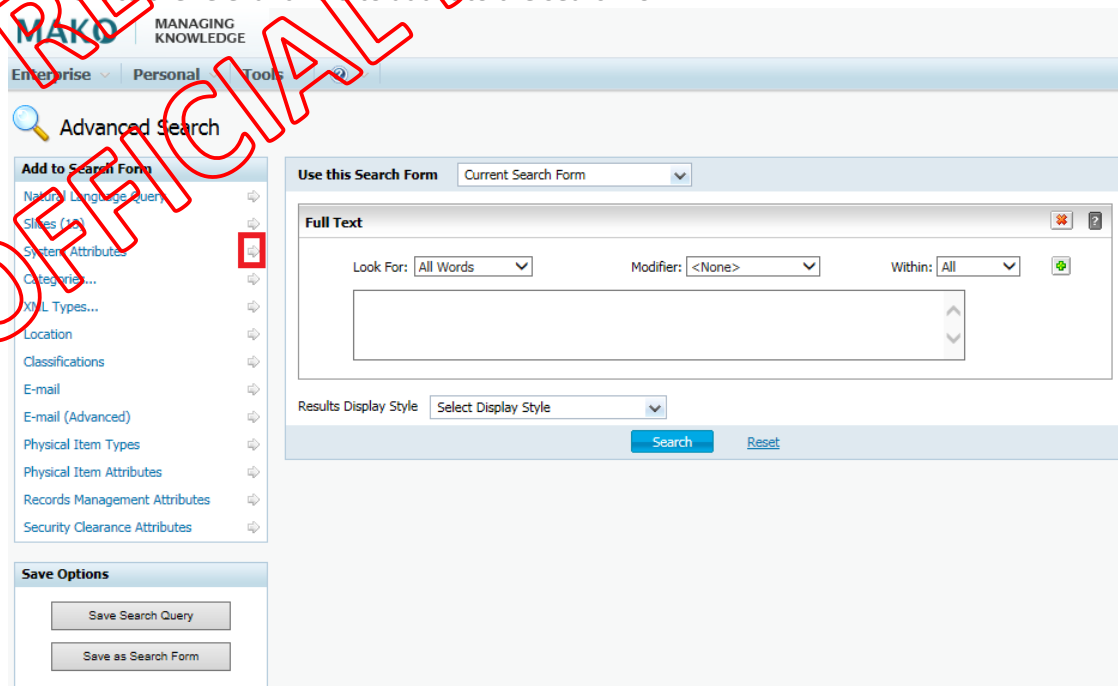 MAKO MANAGING KNOWLEDGE
Enterprise Personal Tools ?
Advanced Search
Add to Search Form
Natural Language Query
Slices (13)
System Attributes
Categories...
XML Types...
Location
Classifications
E-mail
E-mail (Advanced)
Physical Item Types
Physical Item Attributes
Records Management Attributes
Security Clearance Attributes
Save Options
Save Search Query
Save as Search Form
Use this Search Form Current Search Form
Full Text ?
Look For: All Words Modifier: <None> Within: All
Results Display Style Select Display Style
Search Reset
OFFICIAL